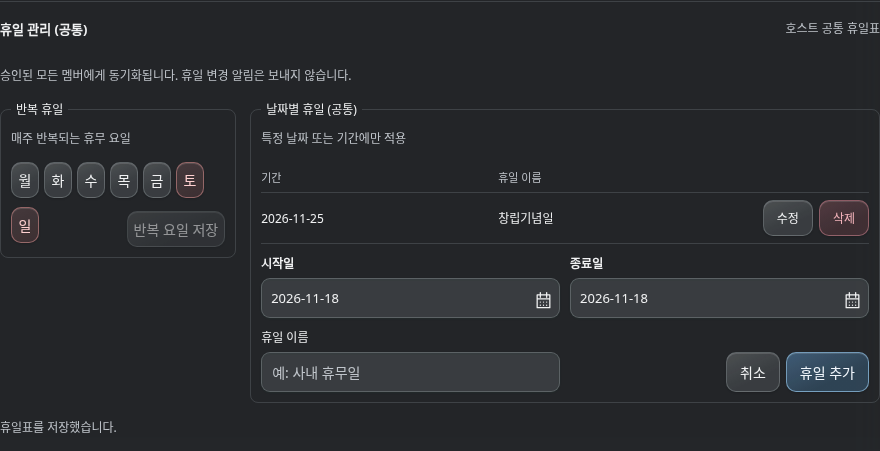 휴일 관리 (공통)
호스트 공통 휴일표
승인된 모든 멤버에게 동기화됩니다. 휴일 변경 알림은 보내지 않습니다.
반복 휴일
매주 반복되는 휴무 요일
월 화 수 목 금 토
일
반복 요일 저장
날짜별 휴일 (공통)
특정 날짜 또는 기간에만 적용
기간 휴일 이름
2026-11-25 창립기념일 수정 삭제
시작일 종료일
2026-11-18 2026-11-18
휴일 이름
예: 사내 휴무일
취소 휴일 추가
휴일표를 저장했습니다.